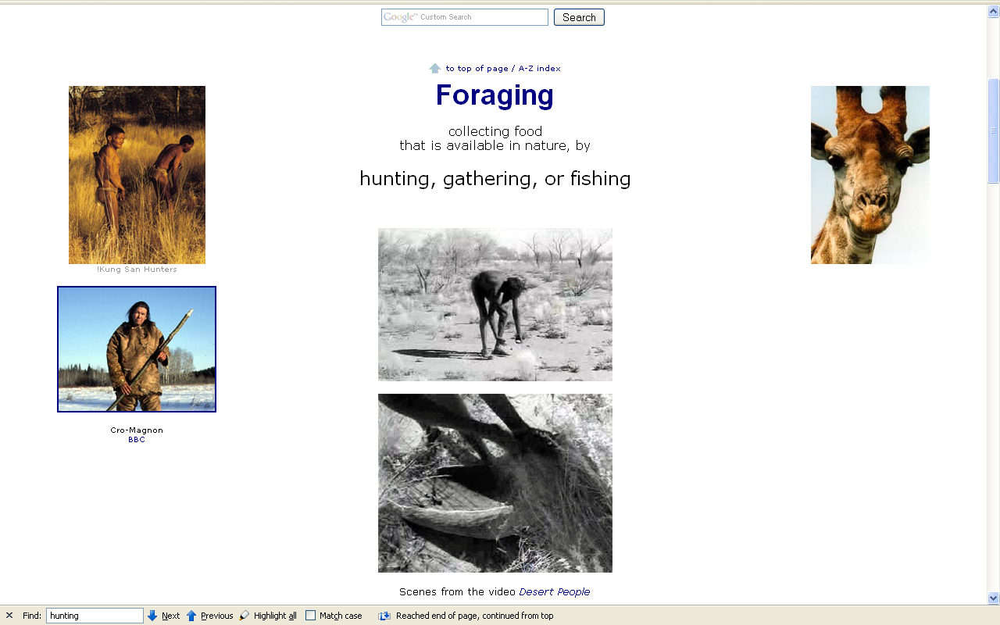 Google™ Custom Search
Search
to top of page / A-Z index
Foraging
collecting food
that is available in nature, by
hunting, gathering, or fishing
!Kung San Hunters
Cro-Magnon
BBC
Scenes from the video Desert People
Find: hunting Next Previous Highlight all Match case Reached end of page, continued from top